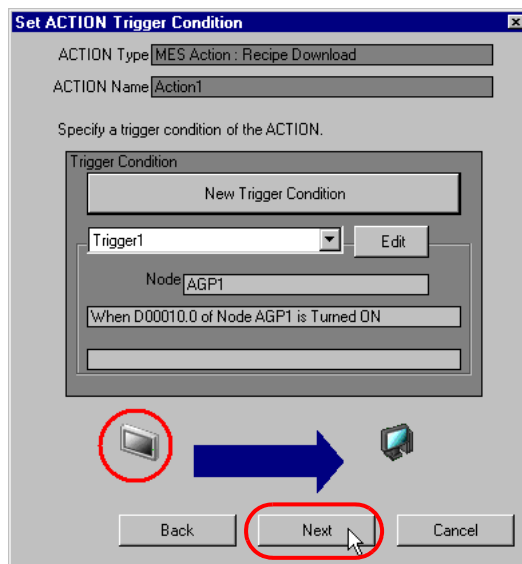 Set ACTION Trigger Condition
ACTION Type MES Action : Recipe Download
ACTION Name Action1
Specify a trigger condition of the ACTION.
Trigger Condition
New Trigger Condition
Trigger1 Edit
Node AGP1
When D00010.0 of Node AGP1 is Turned ON
Back Next Cancel